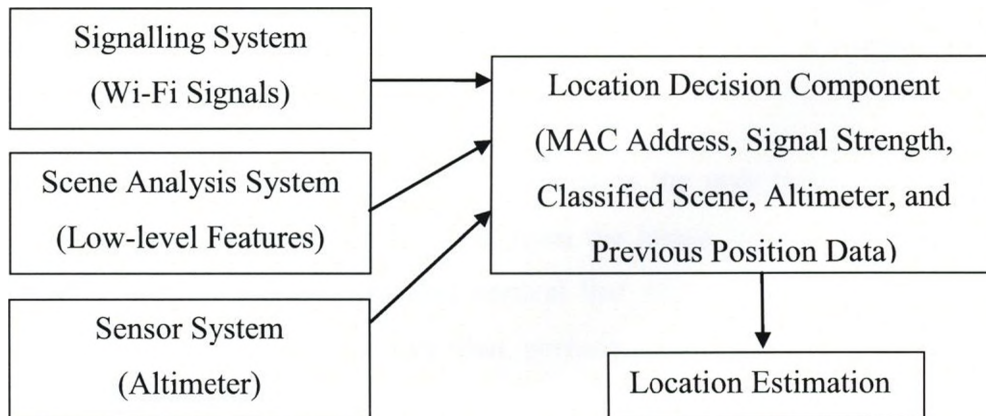 Signalling System
(Wi-Fi Signals)
Scene Analysis System
(Low-level Features)
Sensor System
(Altimeter)
Location Decision Component
(MAC Address, Signal Strength,
Classified Scene, Altimeter, and
Previous Position Data)
Location Estimation